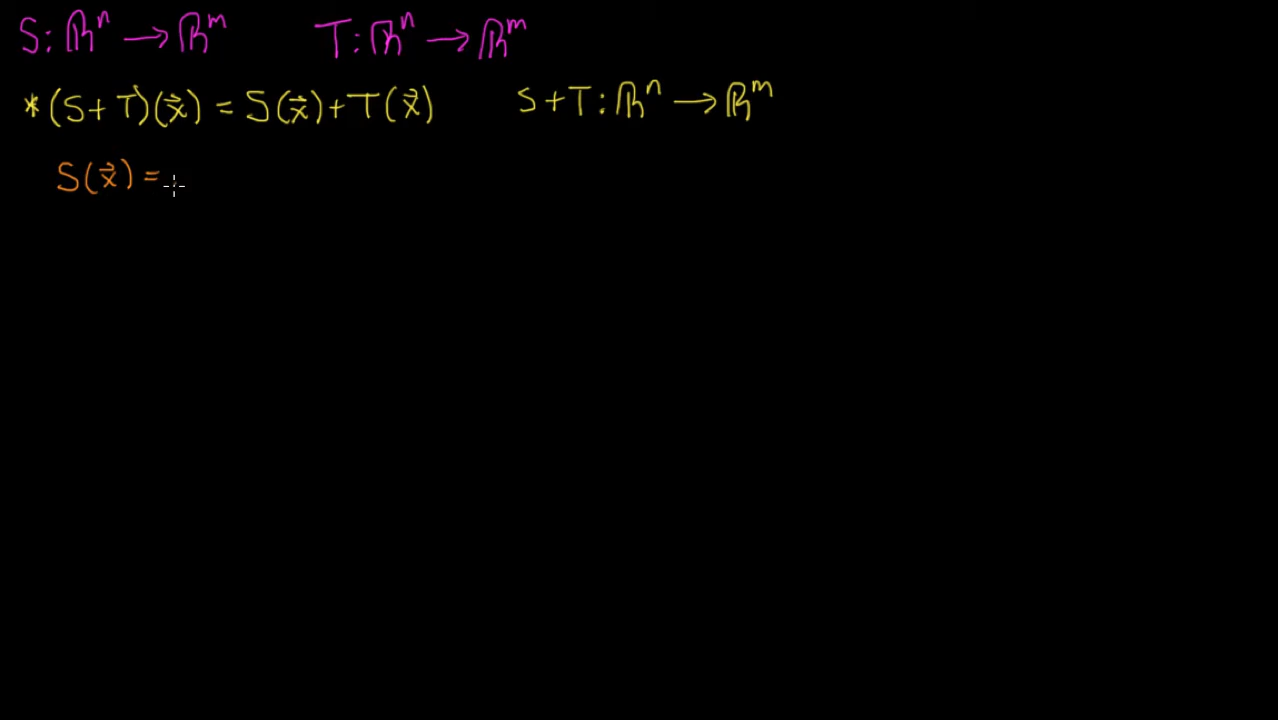 S: ℝⁿ → ℝᵐ T: ℝⁿ → ℝᵐ
*(S+T)(x⃗) = S(x⃗) + T(x⃗) S+T: ℝⁿ → ℝᵐ
S(x⃗) =